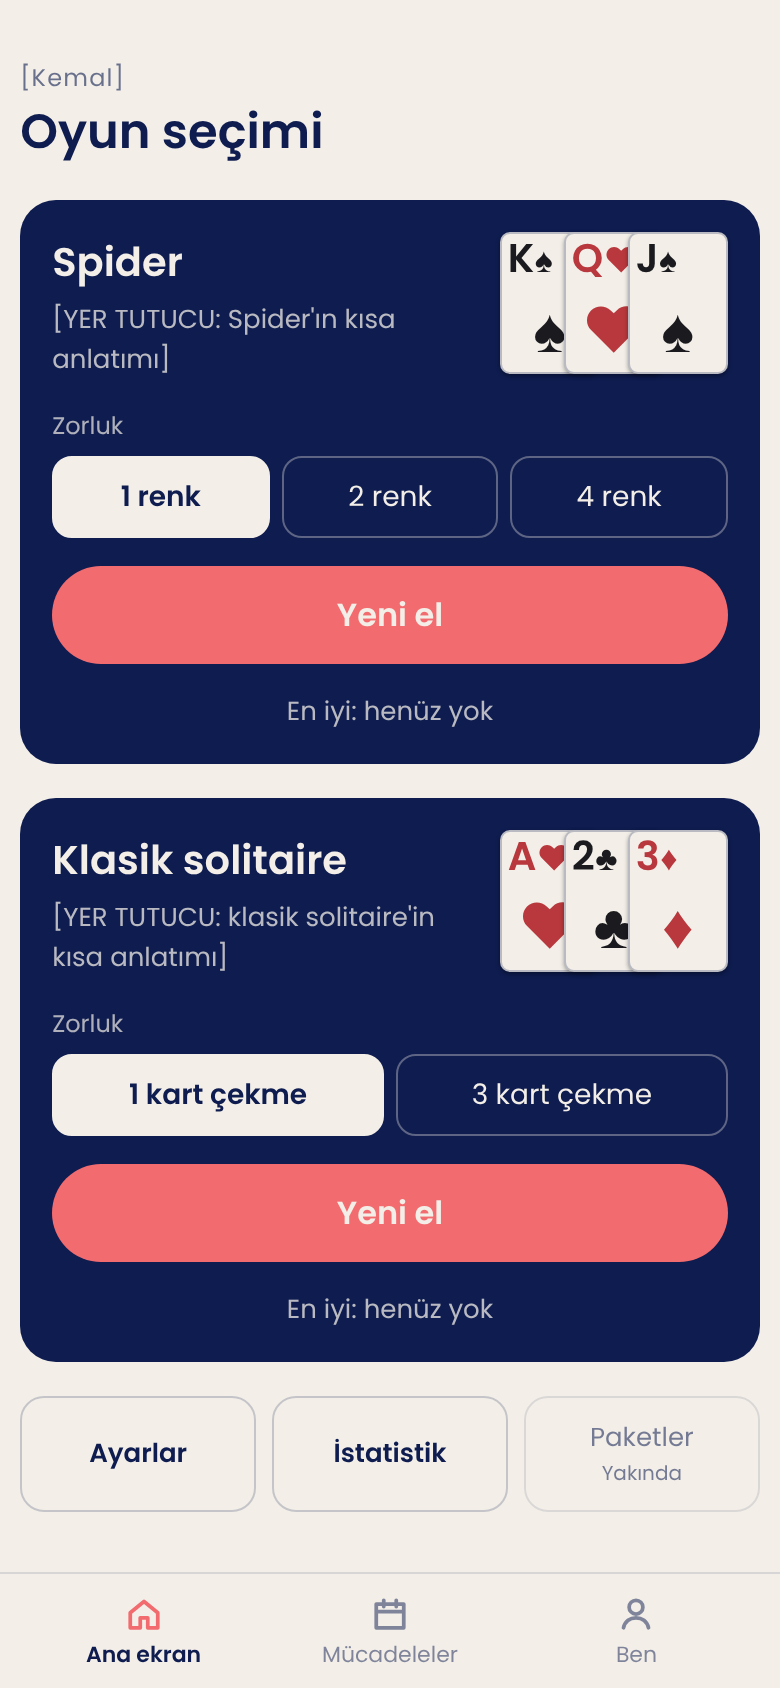 [Kemal]
Oyun seçimi
Spider
[YER TUTUCU: Spider'ın kısa
anlatımı]
K♠ Q♥ J♠
Zorluk
1 renk 2 renk 4 renk
Yeni el
En iyi: henüz yok
Klasik solitaire
[YER TUTUCU: klasik solitaire'in
kısa anlatımı]
A♥ 2♣ 3♦
Zorluk
1 kart çekme 3 kart çekme
Yeni el
En iyi: henüz yok
Ayarlar İstatistik Paketler
Yakında
Ana ekran Mücadeleler Ben